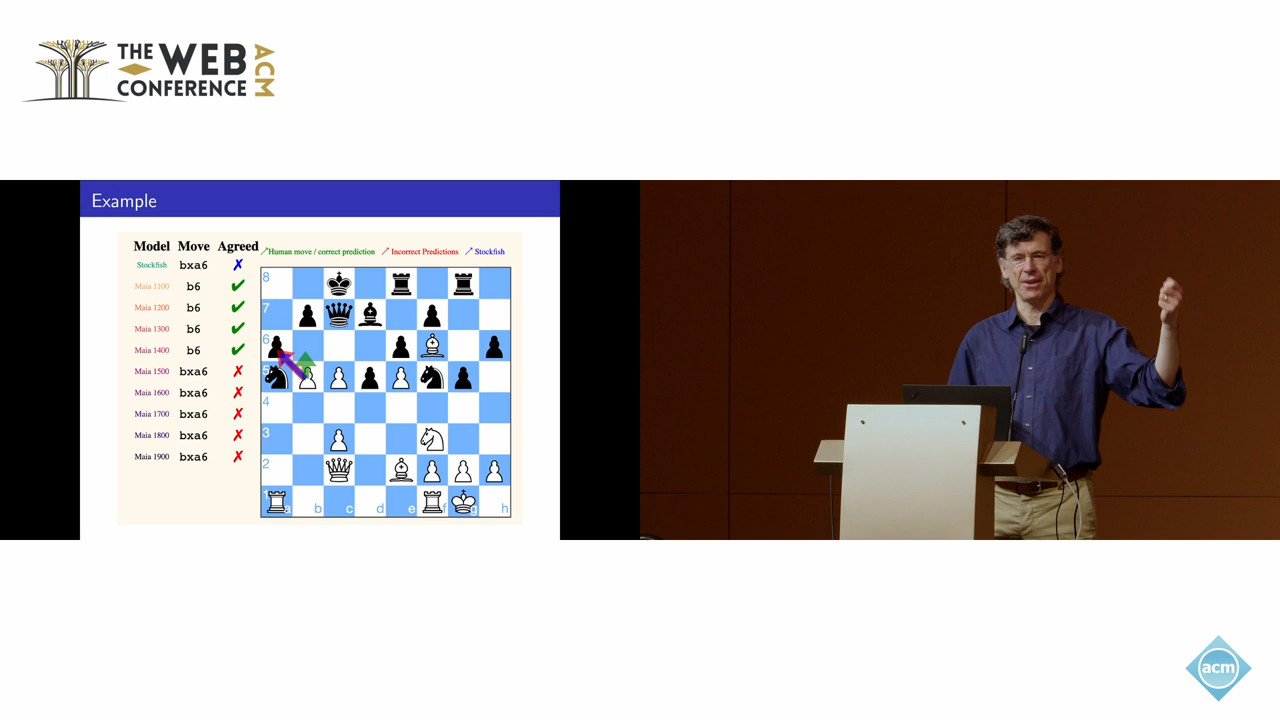 THE WEB
CONFERENCE
ACM
Example
Model Move Agreed
Human move / correct prediction Incorrect Predictions Stockfish
Stockfish bxa6 ✗
Maia 1100 b6 ✔
Maia 1200 b6 ✔
Maia 1300 b6 ✔
Maia 1400 b6 ✔
Maia 1500 bxa6 ✗
Maia 1600 bxa6 ✗
Maia 1700 bxa6 ✗
Maia 1800 bxa6 ✗
Maia 1900 bxa6 ✗
8
7
6
5
4
3
2
a b c d e f g h
acm